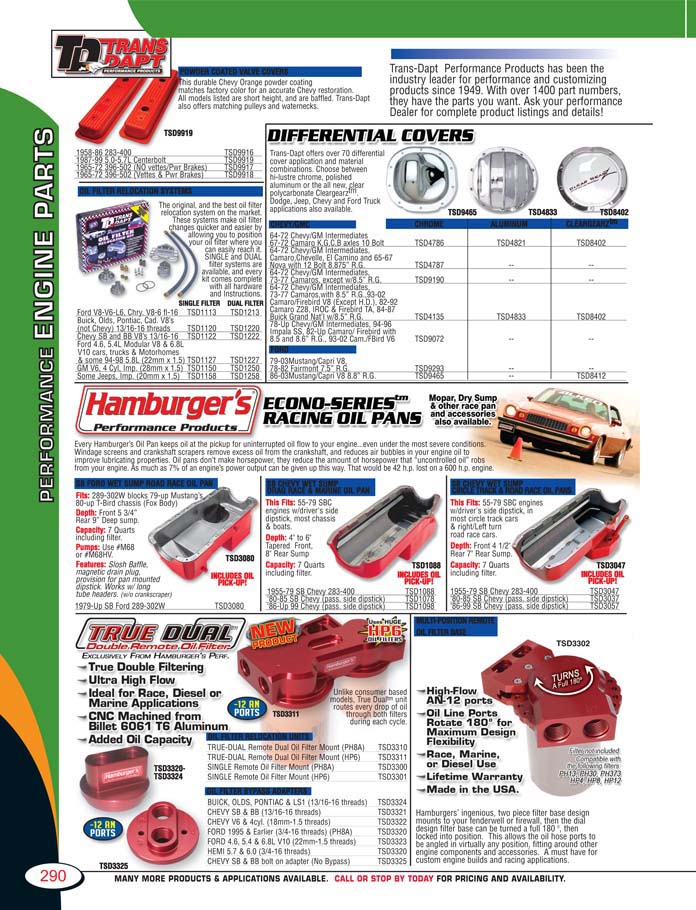 PERFORMANCE ENGINE PARTS
TD TRANS DAPT
PERFORMANCE PRODUCTS
POWDER COATED VALVE COVERS
This durable Chevy Orange powder coating
matches factory color for an accurate Chevy restoration.
All models listed are short height, and are baffled. Trans-Dapt
also offers matching pulleys and waternecks.
TSD9919
1958-86 283-400 TSD9916
1987-99 5.0-5.7L Centerbolt TSD9919
1965-72 396-502 (NO vettes/Pwr Brakes) TSD9917
1965-72 396-502 (Vettes & Pwr Brakes) TSD9918
Trans-Dapt Performance Products has been the
industry leader for performance and customizing
products since 1949. With over 1400 part numbers,
they have the parts you want. Ask your performance
Dealer for complete product listings and details!
OIL FILTER RELOCATION SYSTEMS
The original, and the best oil filter
relocation system on the market.
These systems make oil filter
changes quicker and easier by
allowing you to position
your oil filter where you
can easily reach it.
SINGLE and DUAL
filter systems are
available, and every
kit comes complete
with all hardware
and Instructions.
SINGLE FILTER DUAL FILTER
Ford V8-V6-L6, Chry. V8-6 fl-16 TSD1113 TSD1213
Buick, Olds, Pontiac, Cad. V8's
(not Chevy) 13/16-16 threads TSD1120 TSD1220
Chevy SB and BB V8's 13/16-16 TSD1122 TSD1222
Ford 4.6, 5.4L Modular V8 & 6.8L
V10 cars, trucks & Motorhomes
& some 94-98 5.8L (22mm x 1.5) TSD1127 TSD1227
GM V6, 4 Cyl, Imp. (28mm x 1.5) TSD1150 TSD1250
Some Jeeps, Imp. (20mm x 1.5) TSD1158 TSD1258
DIFFERENTIAL COVERS
Trans-Dapt offers over 70 differential
cover application and material
combinations. Choose between
hi-lustre chrome, polished
aluminum or the all new, clear
polycarbonate Cleargearz™
Dodge, Jeep, Chevy and Ford Truck
applications also available.
TSD9465 TSD4833 TSD8402
CHEVY/GMC CHROME ALUMINUM CLEARGEARZ™
64-72 Chevy/GM Intermediates
67-72 Camaro K,G,C,B axles 10 Bolt TSD4786 TSD4821 TSD8402
64-72 Chevy/GM Intermediates,
Camaro,Chevelle, El Camino and 65-67
Nova with 12 Bolt 8.875" R.G. TSD4787 -- --
64-72 Chevy/GM Intermediates,
73-77 Camaros, except w/8.5" R.G. TSD9190 -- --
64-72 Chevy/GM Intermediates,
73-77 Camaros,with 8.5" R.G.,93-02
Camaro/Firebird V8 (Except H.D.), 82-92
Camaro Z28, IROC & Firebird TA, 84-87
Buick Grand Nat'l w/8.5" R.G. TSD4135 TSD4833 TSD8402
78-Up Chevy/GM Intermediates, 94-96
Impala SS, 82-Up Camaro/ Firebird with
8.5 and 8.6" R.G., 93-02 Cam./FBird V6 TSD9072 -- --
FORD
79-03Mustang/Capri V8,
78-82 Fairmont 7.5" R.G. TSD9293 -- --
86-03Mustang/Capri V8 8.8" R.G. TSD9465 -- TSD8412
Hamburger's
Performance Products
ECONO-SERIES™
RACING OIL PANS
Mopar, Dry Sump
& other race pan
and accessories
also available.
Every Hamburger's Oil Pan keeps oil at the pickup for uninterrupted oil flow to your engine...even under the most severe conditions.
Windage screens and crankshaft scrapers remove excess oil from the crankshaft, and reduces air bubbles in your engine oil to
improve lubricating properties. Oil pans don't make horsepower, they reduce the amount of horsepower that "uncontrolled oil" robs
from your engine. As much as 7% of an engine's power output can be given up this way. That would be 42 h.p. lost on a 600 h.p. engine.
SB FORD WET SUMP ROAD RACE OIL PAN
Fits: 289-302W blocks 79-up Mustang's
80-up T-Bird chassis (Fox Body)
Depth: Front 5 3/4"
Rear 9" Deep sump.
Capacity: 7 Quarts
including filter.
Pumps: Use #M68
or #M68HV.
Features: Slosh Baffle,
magnetic drain plug,
provision for pan mounted
dipstick. Works w/ long
tube headers. (w/o crankscraper)
TSD3080
INCLUDES OIL
PICK-UP!
1979-Up SB Ford 289-302W TSD3080
SB CHEVY WET SUMP
DRAG RACE & MARINE OIL PAN
This Fits: 55-79 SBC
engines w/driver's side
dipstick, most chassis
& boats.
Depth: 4" to 6"
Tapered Front,
8" Rear Sump
Capacity: 7 Quarts
including filter.
TSD1088
INCLUDES OIL
PICK-UP!
1955-79 SB Chevy 283-400 TSD1088
'80-85 SB Chevy (pass. side dipstick) TSD1078
'86-Up 99 Chevy (pass. side dipstick) TSD1098
SB CHEVY WET SUMP
CIRCLE TRACK & ROAD RACE OIL PANS
This Fits: 55-79 SBC engines
w/driver's side dipstick, in
most circle track cars
& right/Left turn
road race cars.
Depth: Front 4 1/2"
Rear 7" Rear Sump.
Capacity: 7 Quarts
including filter.
TSD3047
INCLUDES OIL
PICK-UP!
1955-79 SB Chevy 283-400 TSD3047
'80-85 SB Chevy (pass. side dipstick) TSD3037
'86-99 SB Chevy (pass. side dipstick) TSD3057
TRUE DUAL
Double Remote Oil Filter
EXCLUSIVELY FROM HAMBURGER'S PERF.
True Double Filtering
Ultra High Flow
Ideal for Race, Diesel or
Marine Applications
CNC Machined from
Billet 6061 T6 Aluminum
Added Oil Capacity
NEW
PRODUCT
Uses HUGE
HP6
OIL FILTERS
Hamburger's
-12 AN
PORTS
TSD3311
Unlike consumer based
models, True Dual™ unit
routes every drop of oil
through both filters
during each cycle.
TSD3320-
TSD3324
Hamburger's
-12 AN
PORTS
TSD3325
OIL FILTER RELOCATION UNITS
TRUE-DUAL Remote Dual Oil Filter Mount (PH8A) TSD3310
TRUE-DUAL Remote Dual Oil Filter Mount (HP6) TSD3311
SINGLE Remote Oil Filter Mount (PH8A) TSD3300
SINGLE Remote Oil Filter Mount (HP6) TSD3301
OIL FILTER BYPASS ADAPTERS
BUICK, OLDS, PONTIAC & LS1 (13/16-16 threads) TSD3324
CHEVY SB & BB (13/16-16 threads) TSD3321
CHEVY V6 & 4cyl. (18mm-1.5 threads) TSD3322
FORD 1995 & Earlier (3/4-16 threads) (PH8A) TSD3320
FORD 4.6, 5.4 & 6.8L V10 (22mm-1.5 threads) TSD3323
HEMI 5.7 & 6.0 (3/4-16 threads) TSD3320
CHEVY SB & BB bolt on adapter (No Bypass) TSD3325
MULTI-POSITION REMOTE
OIL FILTER BASE
TSD3302
TURNS
A Full 180°
High-Flow
AN-12 ports
Oil Line Ports
Rotate 180° for
Maximum Design
Flexibility
Race, Marine,
or Diesel Use
Lifetime Warranty
Made in the USA.
Filter not included.
Compatible with
the following filters:
PH13, PH30, PH373
HP4, HP8, HP12
Hamburgers' ingenious, two piece filter base design
mounts to your fenderwell or firewall, then the dial
design filter base can be turned a full 180 °, then
locked into position. This allows the oil hose ports to
be angled in virtually any position, fitting around other
engine components and accessories. A must have for
custom engine builds and racing applications.
290
MANY MORE PRODUCTS & APPLICATIONS AVAILABLE. CALL OR STOP BY TODAY FOR PRICING AND AVAILABILITY.